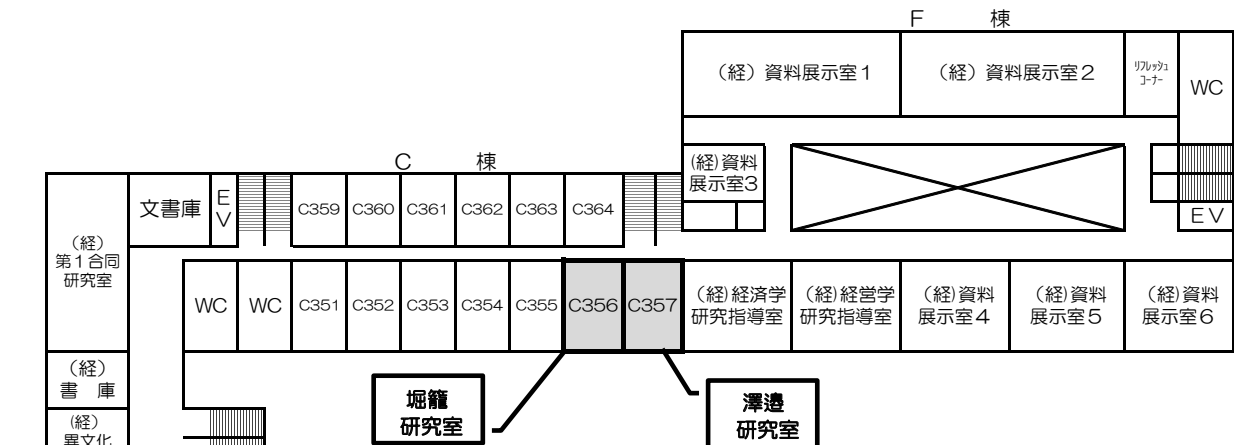 F 棟
(経)資料展示室1
(経)資料展示室2
リフレッシュ
コーナー
WC
C 棟
(経)資料
展示室3
EV
文書庫
EV
C359
C360
C361
C362
C363
C364
(経)
第1合同
研究室
WC
WC
C351
C352
C353
C354
C355
C356
C357
(経)経済学
研究指導室
(経)経営学
研究指導室
(経)資料
展示室4
(経)資料
展示室5
(経)資料
展示室6
(経)
書 庫
堀籠
研究室
澤邉
研究室
(経)
異文化